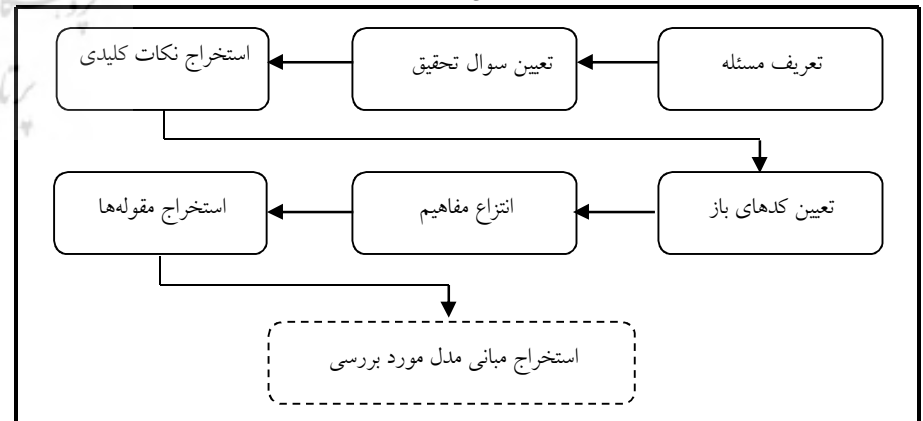 تعریف مسئله
تعیین سوال تحقیق
استخراج نکات کلیدی
تعیین کدهای باز
انتزاع مفاهیم
استخراج مقوله‌ها
استخراج مبانی مدل مورد بررسی